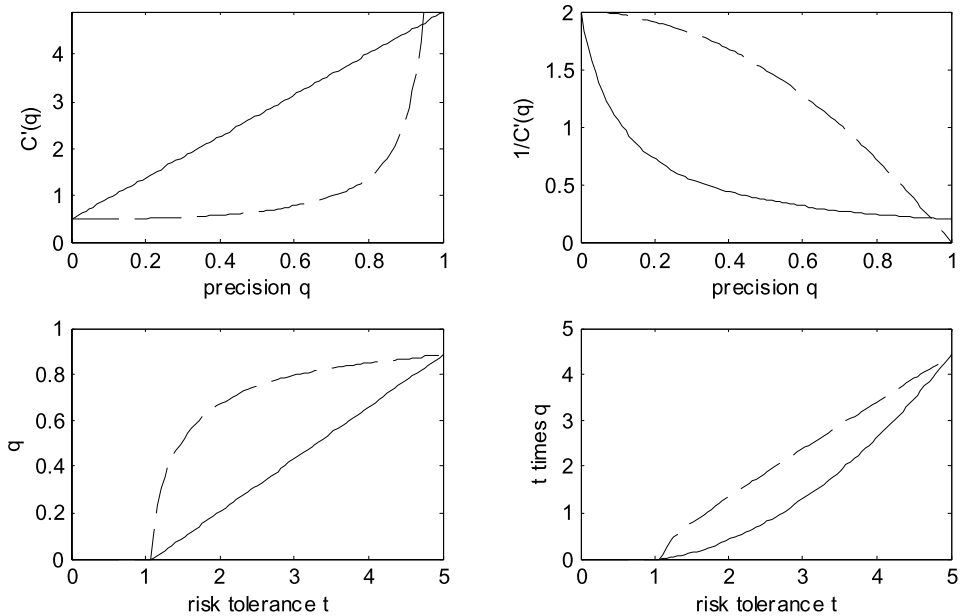 4
3
2
1
0
0 0.2 0.4 0.6 0.8 1
C'(q)
precision q
2
1.5
1
0.5
0
0 0.2 0.4 0.6 0.8 1
1/C'(q)
precision q
1
0.8
0.6
0.4
0.2
0
0 1 2 3 4 5
q
risk tolerance t
5
4
3
2
1
0
0 1 2 3 4 5
t times q
risk tolerance t